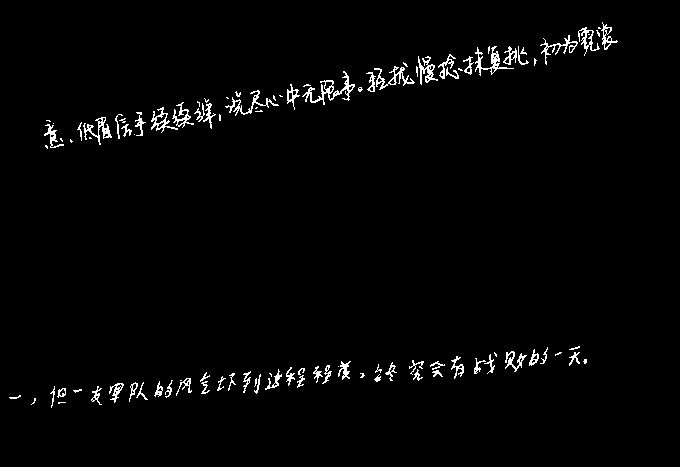 意。低眉信手续续弹，说尽心中无限事。轻拢慢捻抹复挑，初为霓裳
一，但一支军队的风气坏到这程程度，终究会有战败的一天。